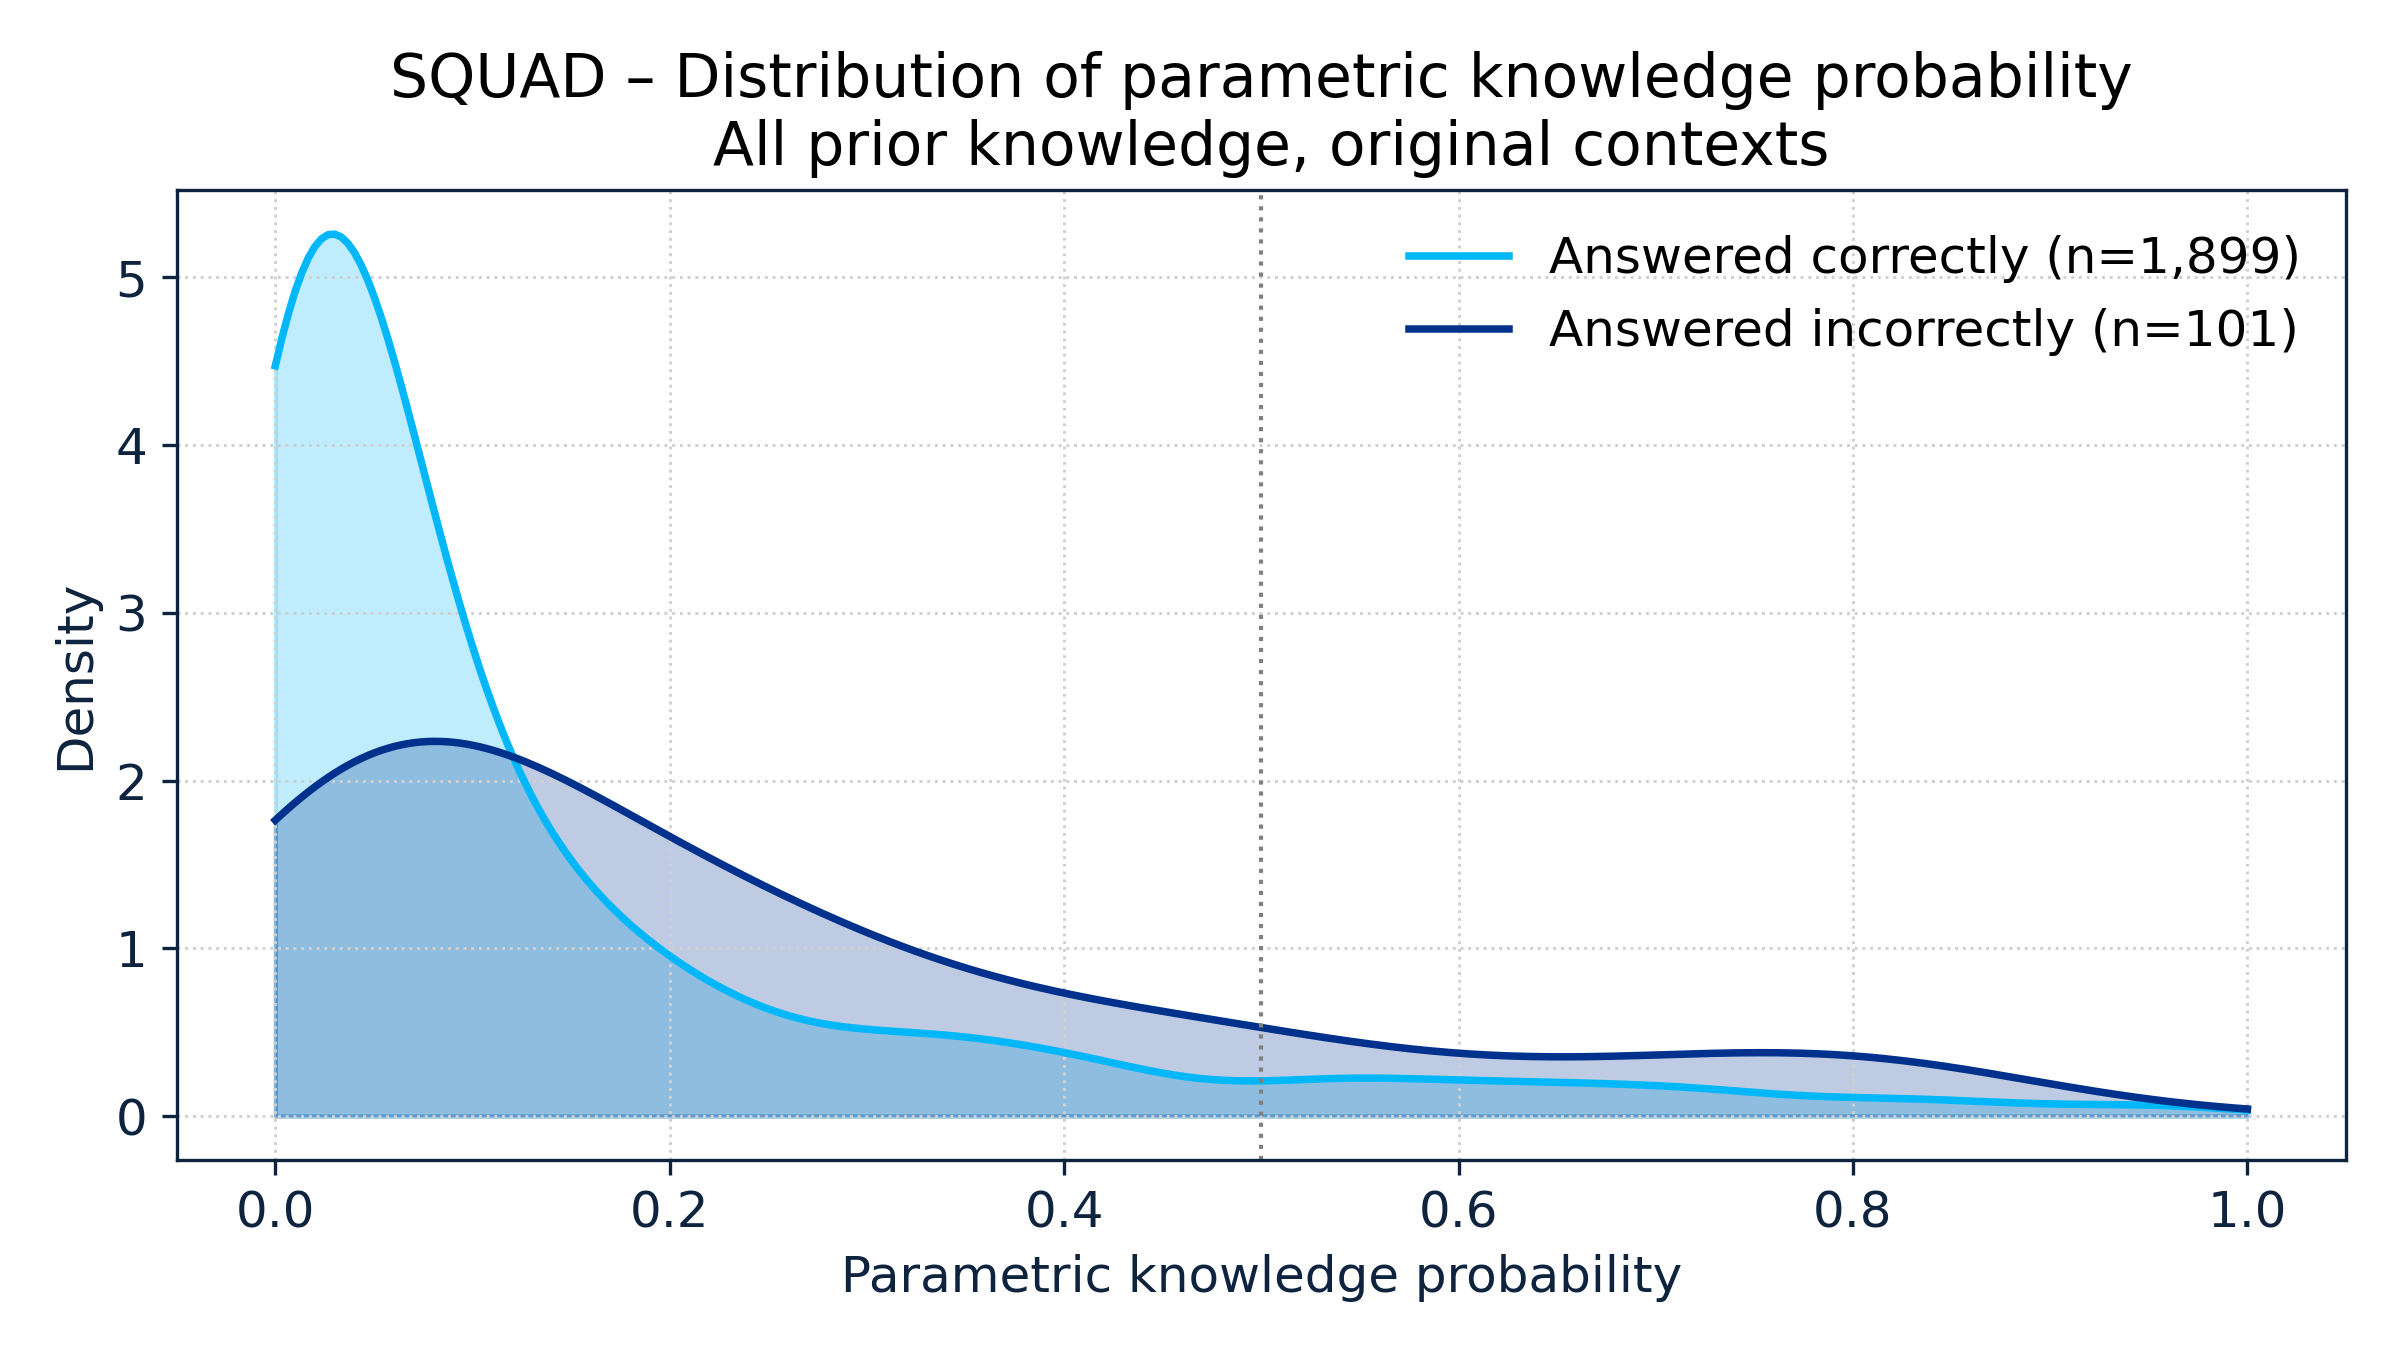 SQUAD – Distribution of parametric knowledge probability
All prior knowledge, original contexts
Answered correctly (n=1,899)
Answered incorrectly (n=101)
Density
5
4
3
2
1
0
0.0 0.2 0.4 0.6 0.8 1.0
Parametric knowledge probability